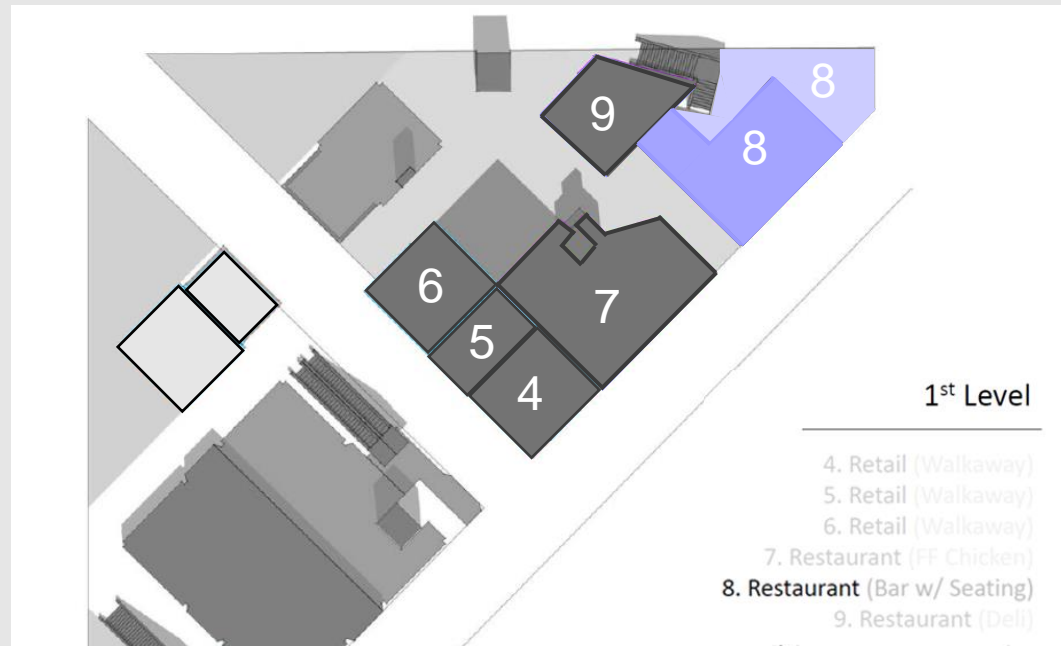 8
9
8
6
7
5
4
1st Level
4. Retail (Walkaway)
5. Retail (Walkaway)
6. Retail (Walkaway)
7. Restaurant (FF Chicken)
8. Restaurant (Bar w/ Seating)
9. Restaurant (Deli)